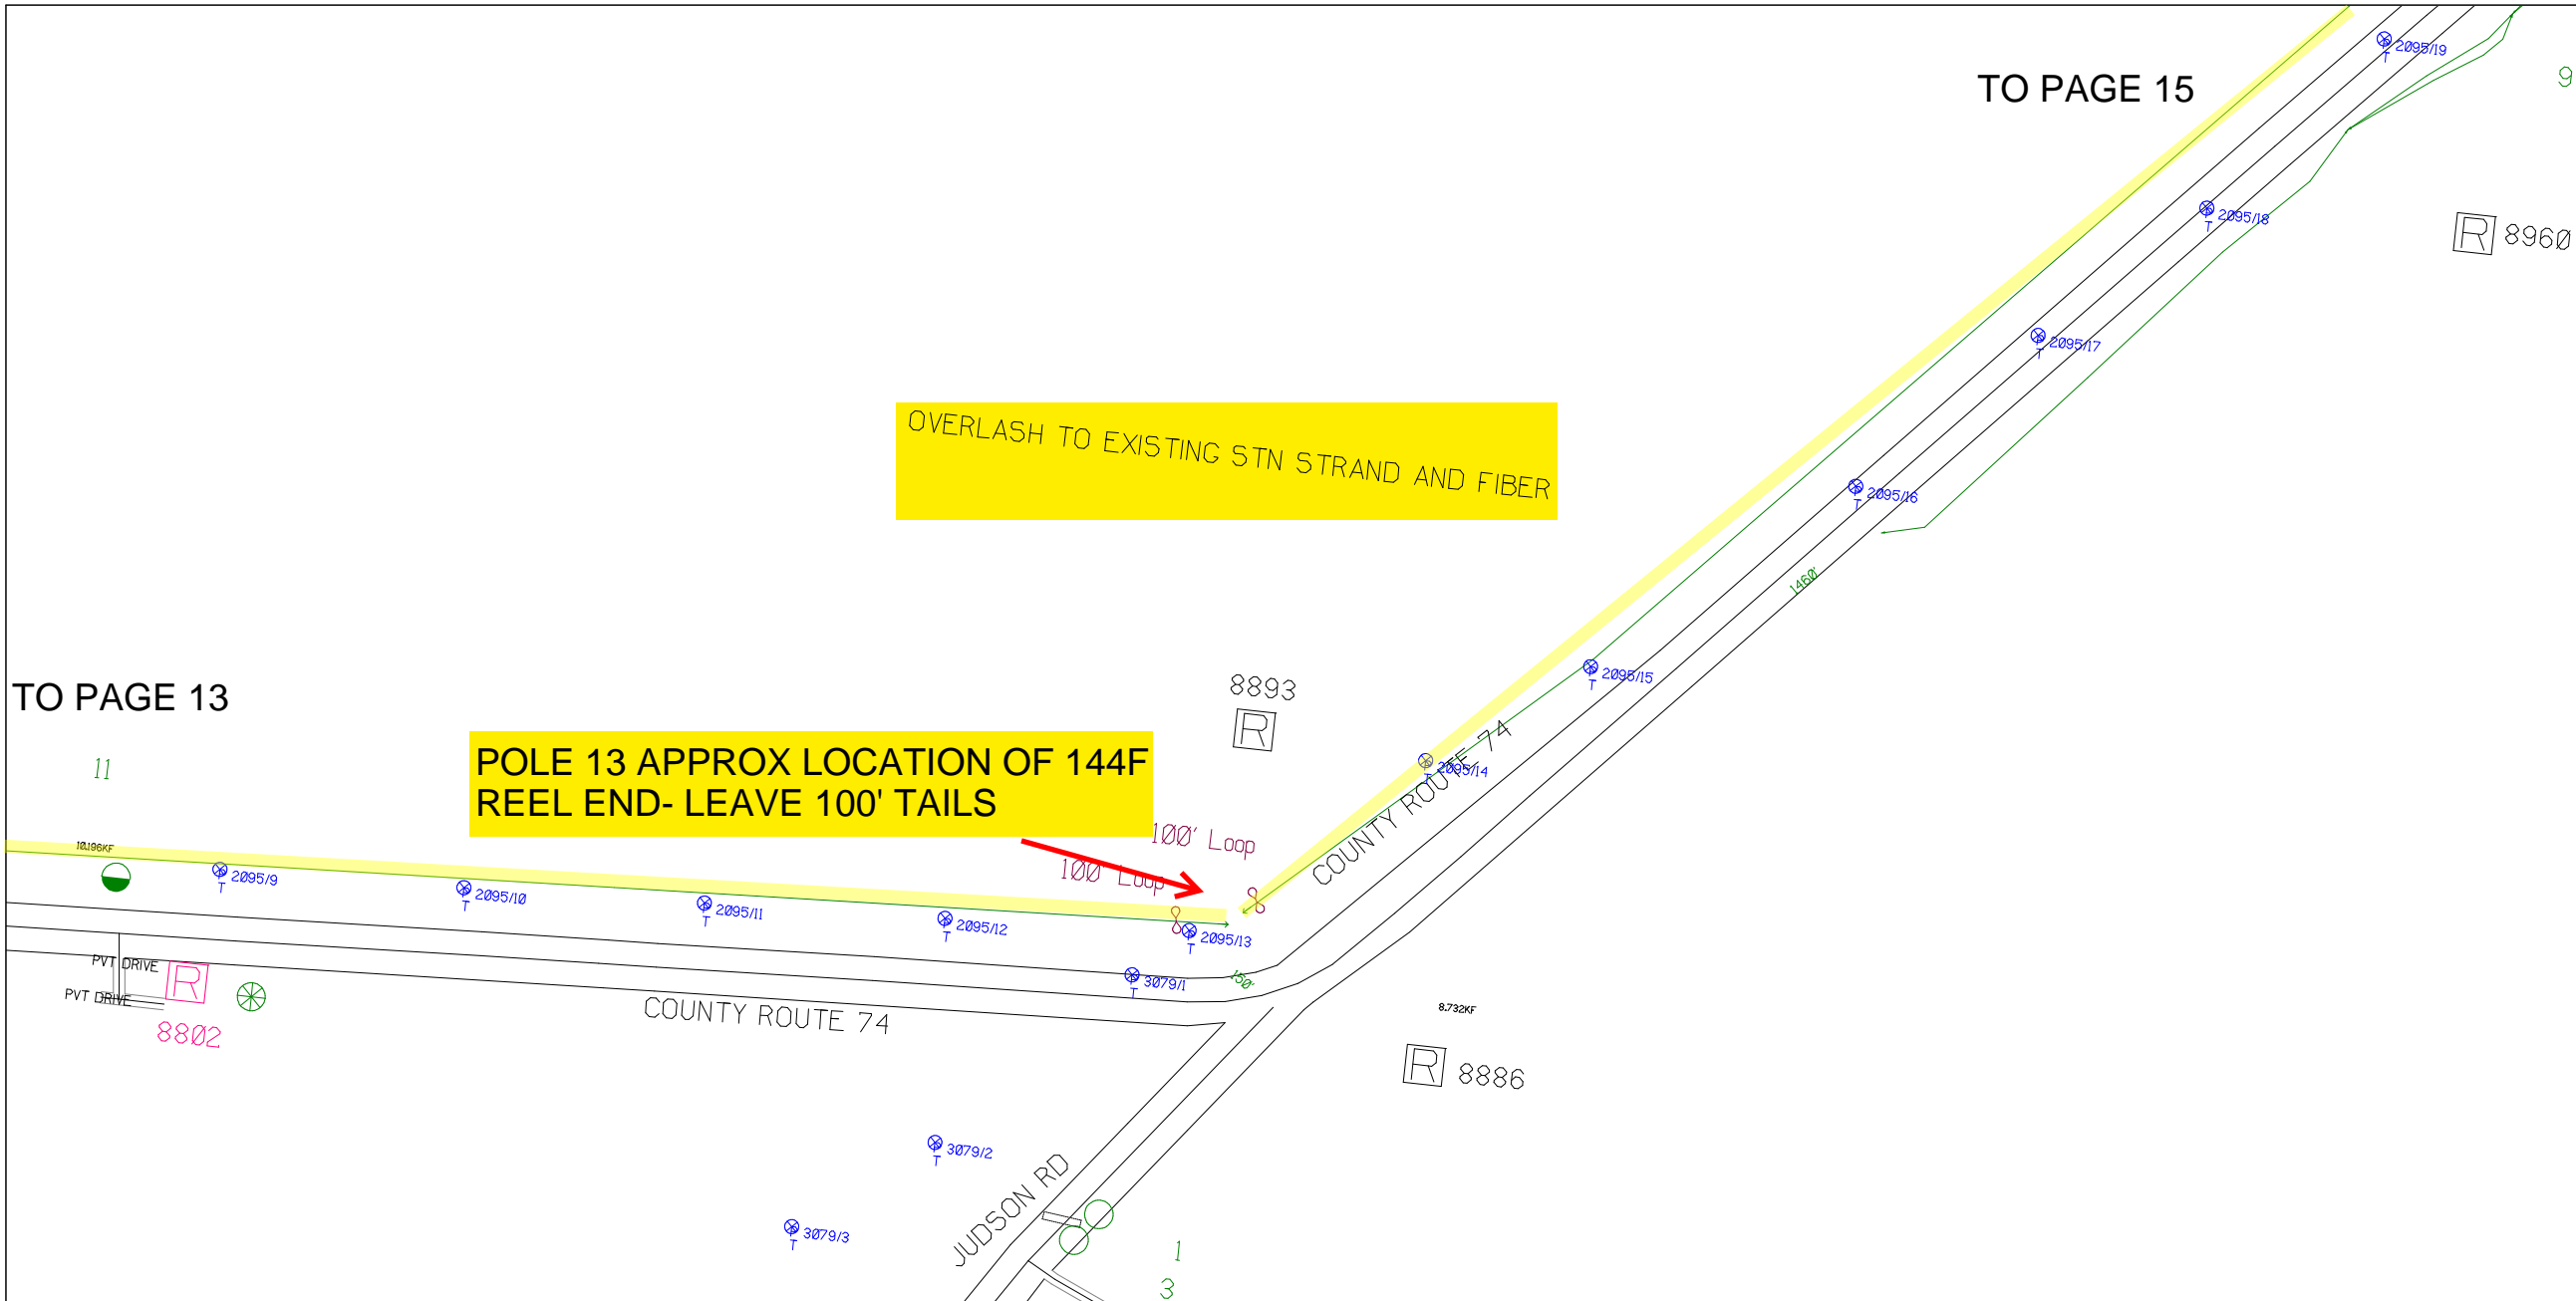 2095/19
TO PAGE 15
9
2095/18
8960
2095/17
OVERLASH TO EXISTING STN STRAND AND FIBER
2095/16
1460'
TO PAGE 13
8893
R
2095/15
R
COUNTY ROUTE 74
2095/14
POLE 13 APPROX LOCATION OF 144F
REEL END- LEAVE 100' TAILS
11
100' Loop
100' Loop
10.196KF
2095/9
2095/10
2095/11
2095/12
2095/13
T
PVT DRIVE
R
PVT DRIVE
8802
COUNTY ROUTE 74
3079/1
150'
8.732KF
R 8886
3079/2
T
JUDSON RD
3079/3
T
1
3